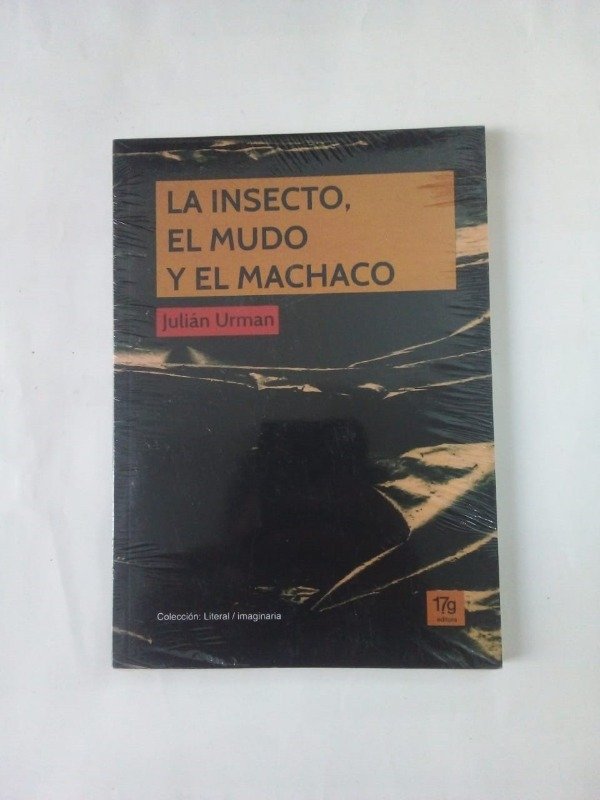 LA INSECTO,
EL MUDO
Y EL MACHACO
Julián Urman
Colección: Literal / imaginaria
17g
editora